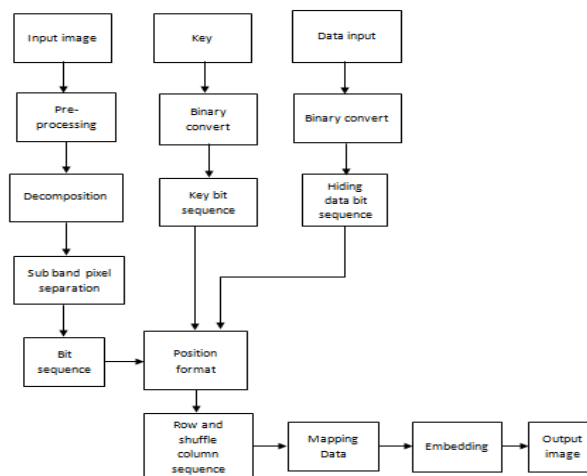 Input image
Key
Data input
Pre-
processing
Binary
convert
Binary convert
Decomposition
Key bit
sequence
Hiding
data bit
sequence
Sub band pixel
separation
Bit
sequence
Position
format
Row and
shuffle
column
sequence
Mapping
Data
Embedding
Output
image